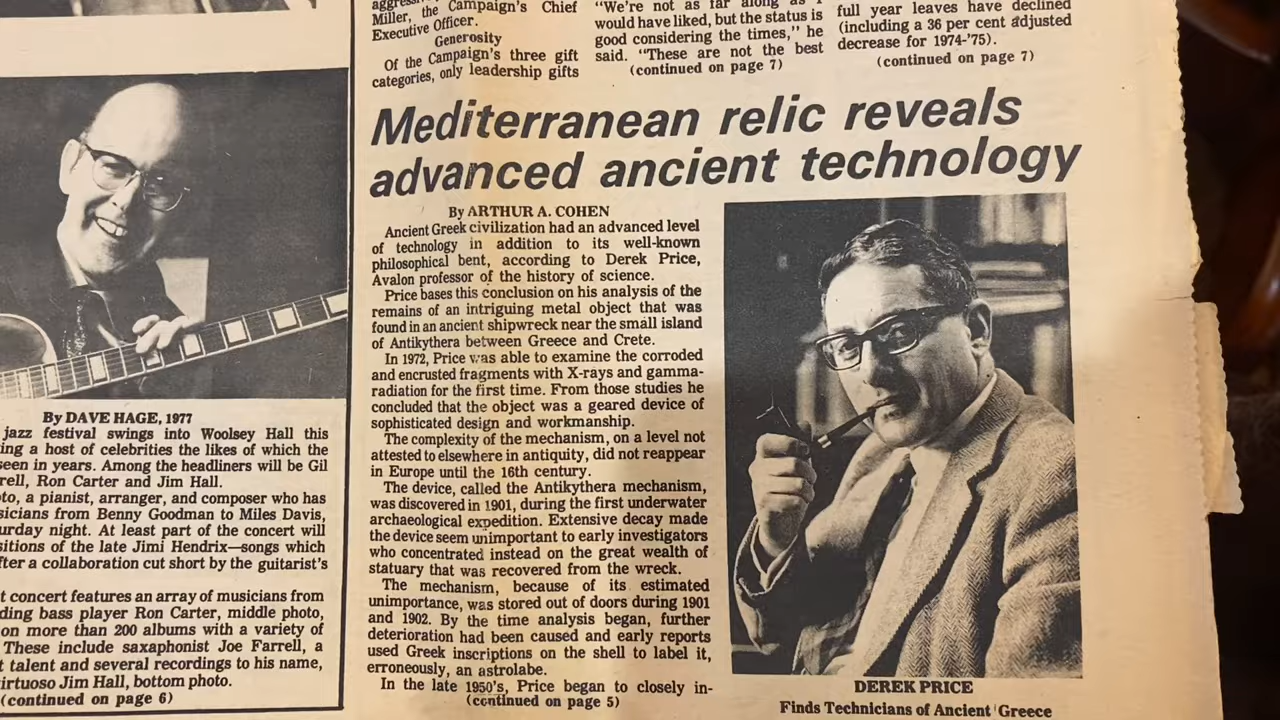 Miller, the Campaign's Chief
Executive Officer.
Generosity
Of the Campaign's three gift
categories, only leadership gifts
"We're not as far along as I
would have liked, but the status is
good considering the times," he
said. "These are not the best
(continued on page 7)
full year leaves have declined
(including a 36 per cent adjusted
decrease for 1974-'75).
(continued on page 7)
Mediterranean relic reveals
advanced ancient technology
By ARTHUR A. COHEN
Ancient Greek civilization had an advanced level
of technology in addition to its well-known
philosophical bent, according to Derek Price,
Avalon professor of the history of science.
Price bases this conclusion on his analysis of the
remains of an intriguing metal object that was
found in an ancient shipwreck near the small island
of Antikythera between Greece and Crete.
In 1972, Price was able to examine the corroded
and encrusted fragments with X-rays and gamma-
radiation for the first time. From those studies he
concluded that the object was a geared device of
sophisticated design and workmanship.
The complexity of the mechanism, on a level not
attested to elsewhere in antiquity, did not reappear
in Europe until the 16th century.
The device, called the Antikythera mechanism,
was discovered in 1901, during the first underwater
archaeological expedition. Extensive decay made
the device seem unimportant to early investigators
who concentrated instead on the great wealth of
statuary that was recovered from the wreck.
The mechanism, because of its estimated
unimportance, was stored out of doors during 1901
and 1902. By the time analysis began, further
deterioration had been caused and early reports
used Greek inscriptions on the shell to label it,
erroneously, an astrolabe.
In the late 1950's, Price began to closely in-
(continued on page 5)
DEREK PRICE
Finds Technicians of Ancient Greece
By DAVE HAGE, 1977
jazz festival swings into Woolsey Hall this
ing a host of celebrities the likes of which the
seen in years. Among the headliners will be Gil
rell, Ron Carter and Jim Hall.
to, a pianist, arranger, and composer who has
sicians from Benny Goodman to Miles Davis,
urday night. At least part of the concert will
sitions of the late Jimi Hendrix—songs which
fter a collaboration cut short by the guitarist's
t concert features an array of musicians from
ding bass player Ron Carter, middle photo,
on more than 200 albums with a variety of
These include saxaphonist Joe Farrell, a
t talent and several recordings to his name,
irtuoso Jim Hall, bottom photo.
(continued on page 6)